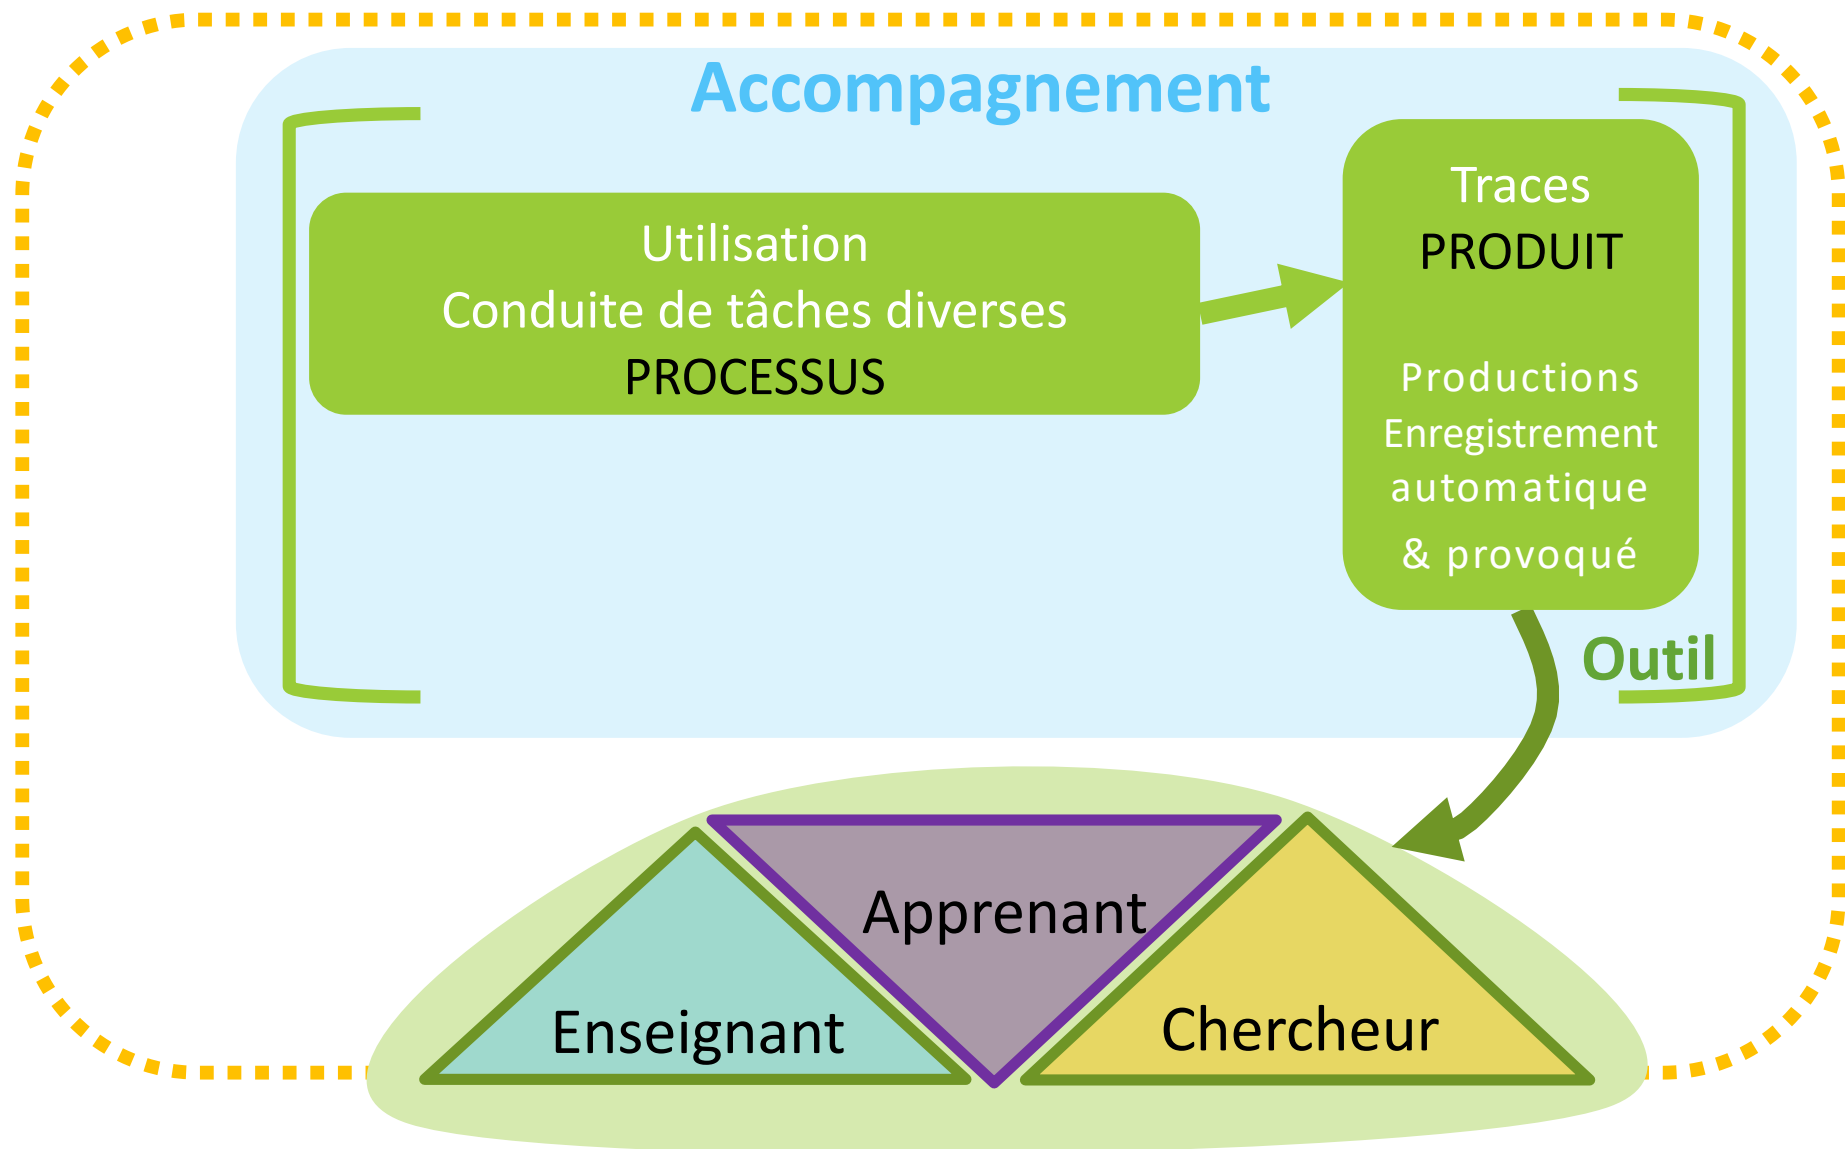 Accompagnement
Utilisation
Conduite de tâches diverses
PROCESSUS
Traces
PRODUIT
Productions
Enregistrement
automatique
& provoqué
Outil
Apprenant
Enseignant
Chercheur